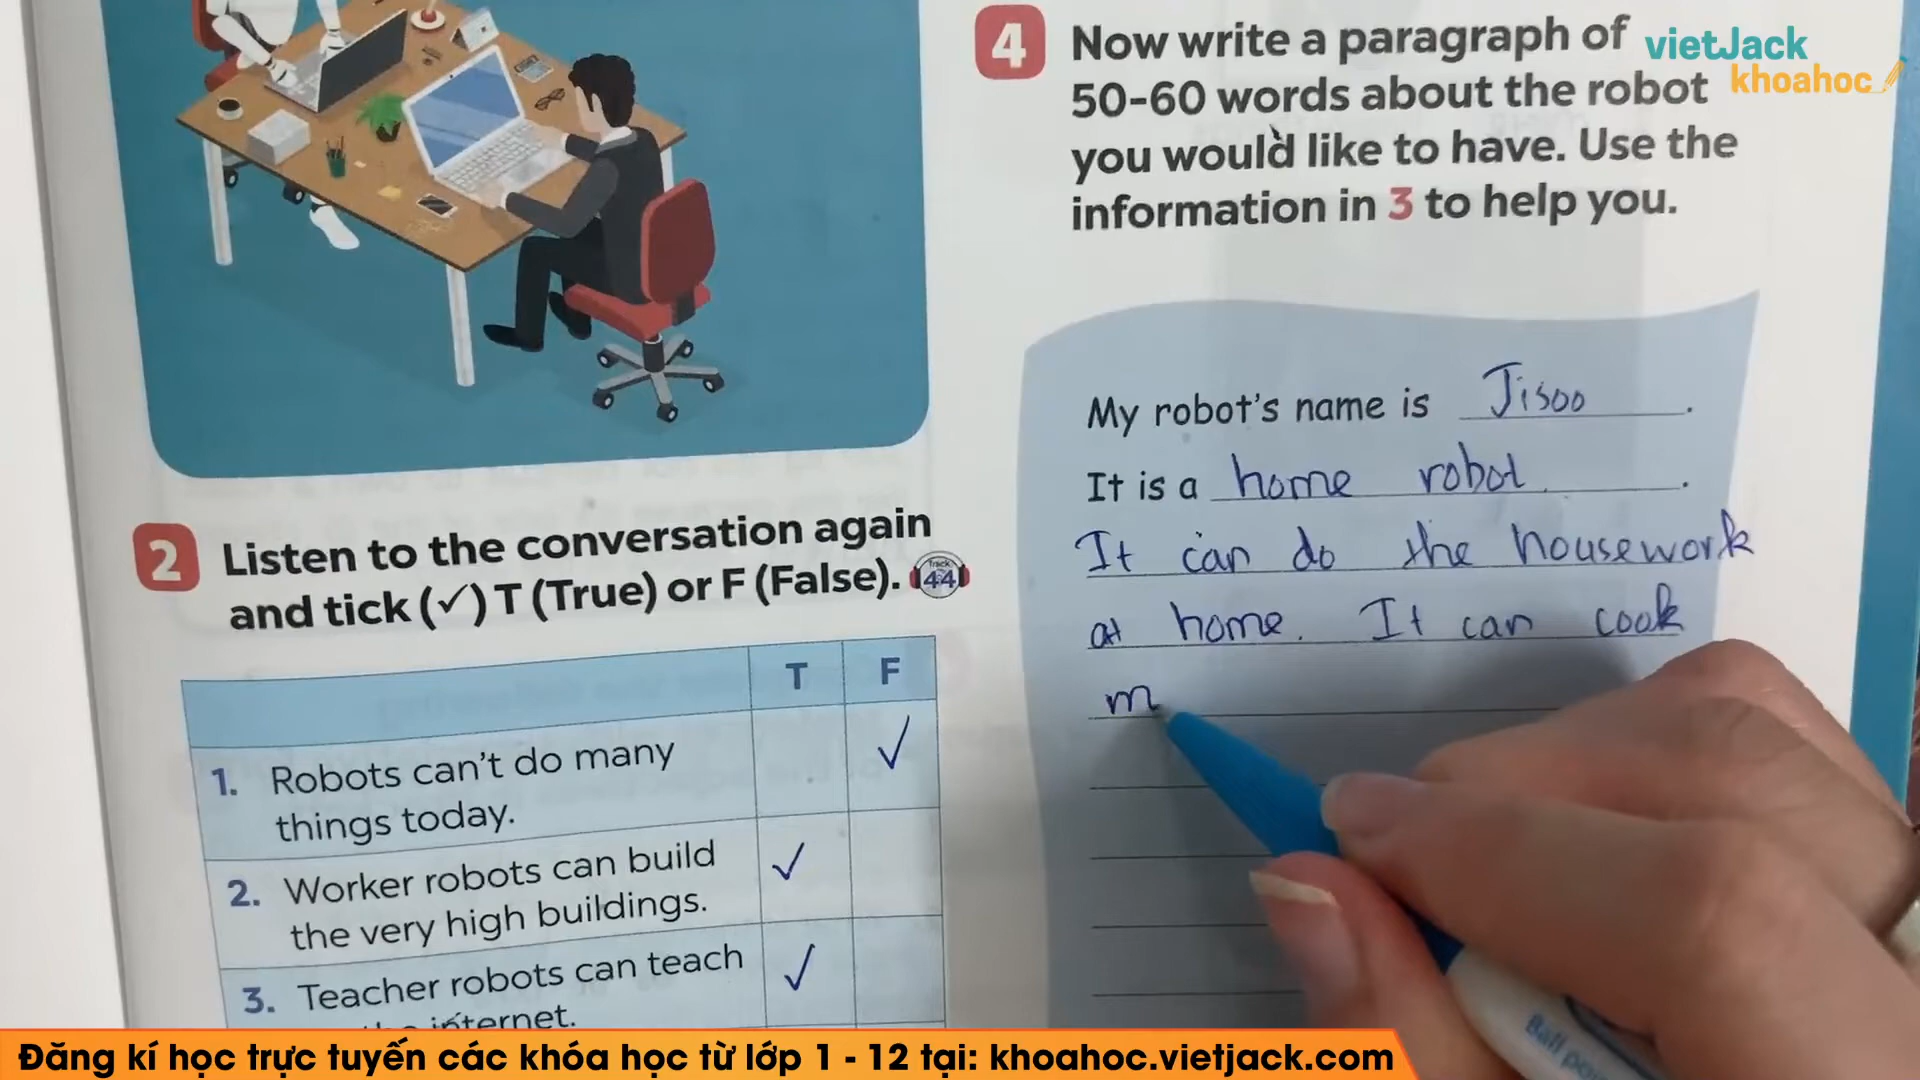 4 Now write a paragraph of
50-60 words about the robot
you would like to have. Use the
information in 3 to help you.
vietJack
khoahoc
My robot's name is Jisoo.
It is a home robot.
It can do the housework
at home. It can cook
m
2 Listen to the conversation again
and tick (✓) T (True) or F (False).
Track
44
T F
1. Robots can't do many ✓
things today.
2. Worker robots can build ✓
the very high buildings.
3. Teacher robots can teach ✓
internet.
Ball
Đăng kí học trực tuyến các khóa học từ lớp 1 - 12 tại: khoahoc.vietjack.com